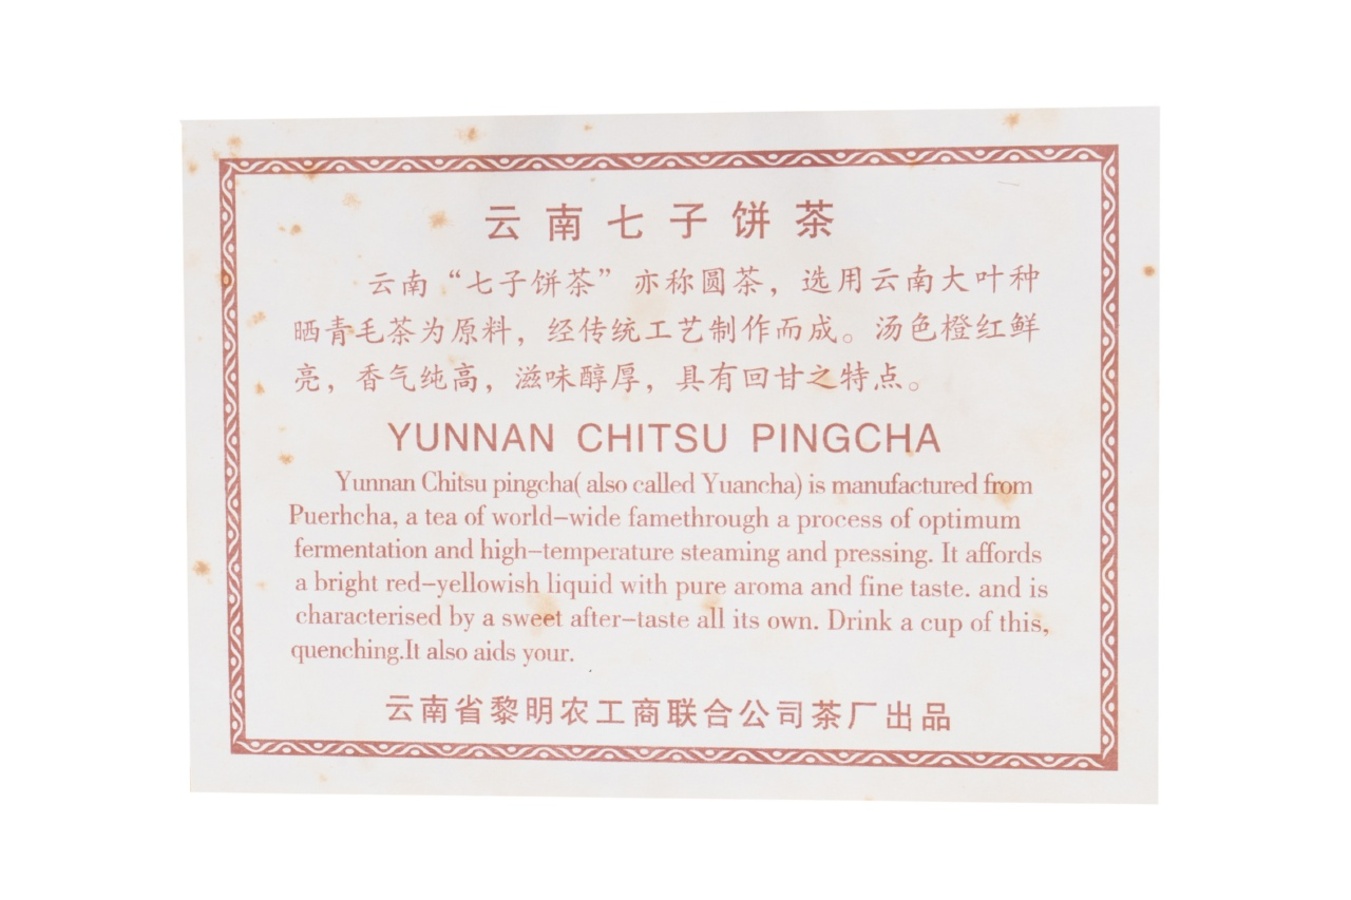 云南七子饼茶
云南“七子饼茶”亦称圆茶，选用云南大叶种
晒青毛茶为原料，经传统工艺制作而成。汤色橙红鲜
亮，香气纯高，滋味醇厚，具有回甘之特点。
YUNNAN CHITSU PINGCHA
Yunnan Chitsu pingcha( also called Yuancha) is manufactured from
Puerhcha, a tea of world-wide famethrough a process of optimum
fermentation and high-temperature steaming and pressing. It affords
a bright red-yellowish liquid with pure aroma and fine taste. and is
characterised by a sweet after-taste all its own. Drink a cup of this,
quenching.It also aids your.
云南省黎明农工商联合公司茶厂出品